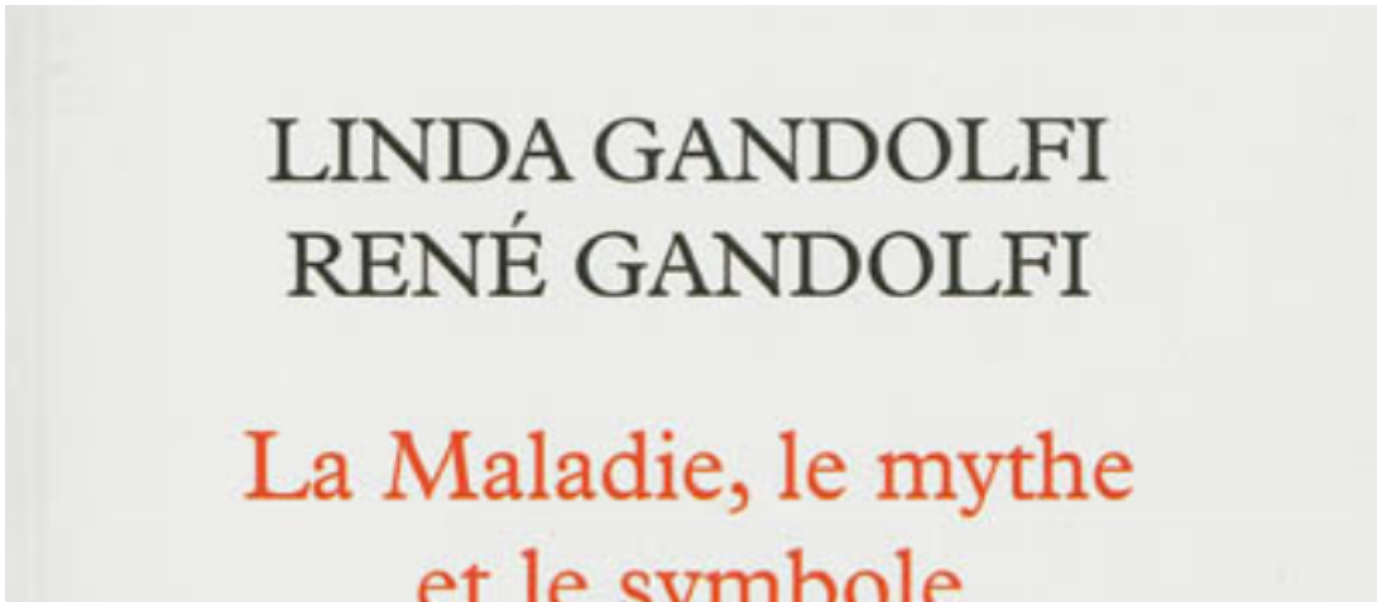 LINDA GANDOLFI
RENÉ GANDOLFI
La Maladie, le mythe
et le symbole